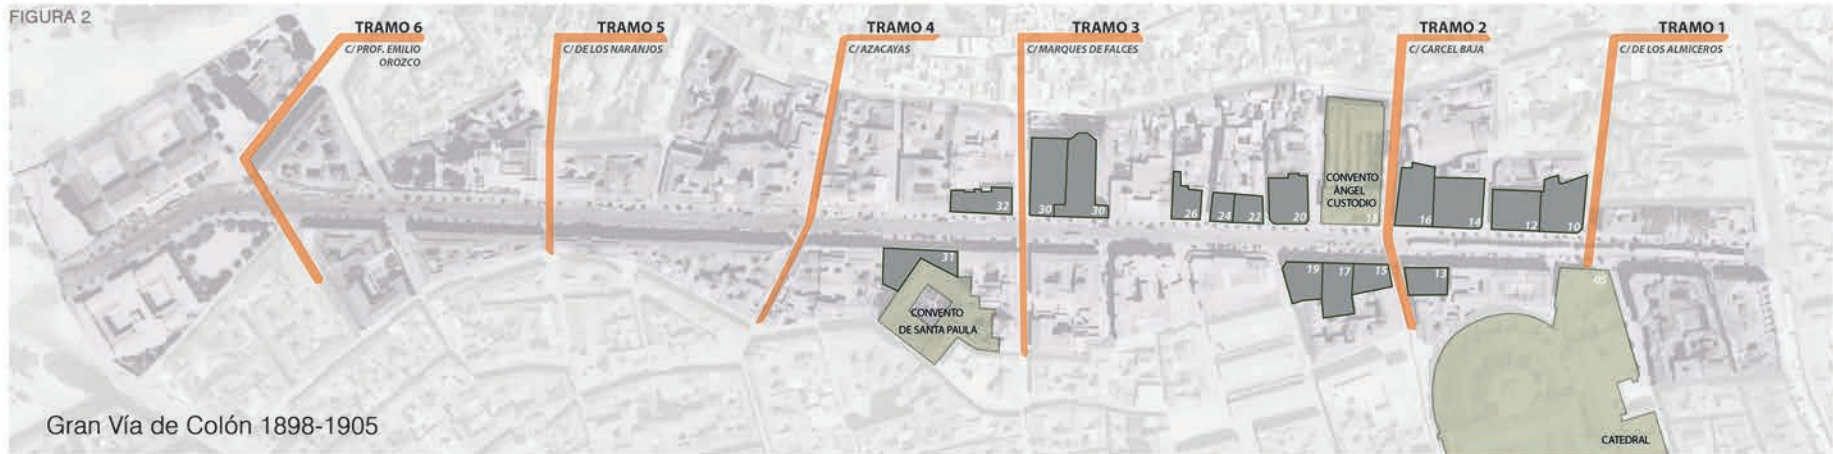 FIGURA 2
TRAMO 6
C/ PROF. EMILIO
OROZCO
TRAMO 5
C/ DE LOS NARANJOS
TRAMO 4
C/ AZACAYAS
TRAMO 3
C/ MARQUES DE FALCES
TRAMO 2
C/ CARCEL BAJA
TRAMO 1
C/ DE LOS ALMICEROS
32
30
30
26
24
22
20
CONVENTO
ÁNGEL
CUSTODIO
18
16
14
12
10
31
CONVENTO
DE SANTA PAULA
19
17
15
13
05
CATEDRAL
Gran Vía de Colón 1898-1905